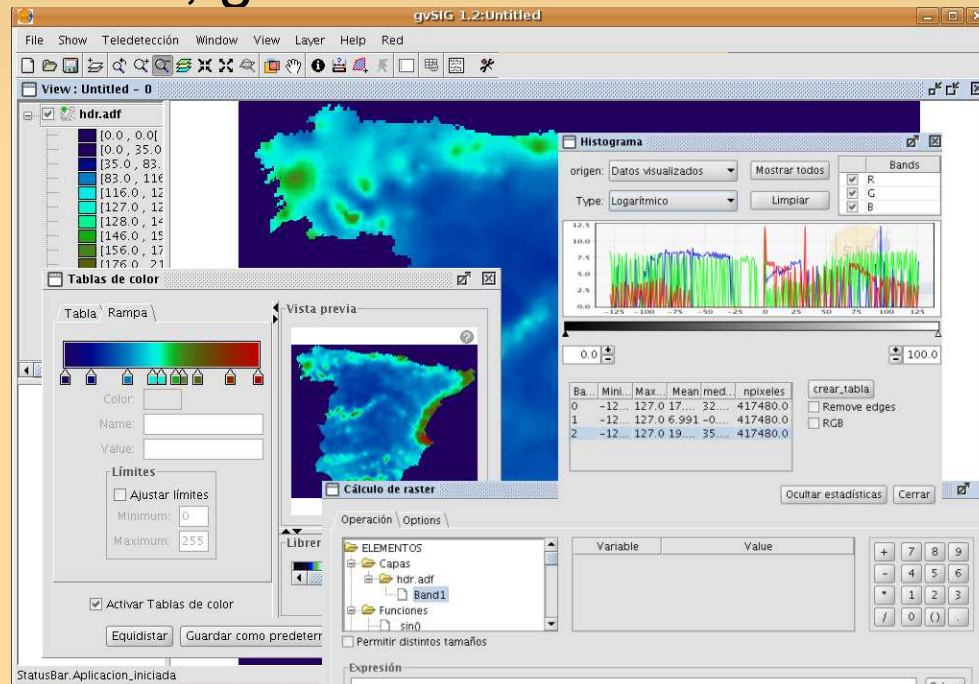 gvSIG 1.2:Untitled
File Show Teledetección Window View Layer Help Red
View : Untitled - 0
hdr.adf
[0.0 , 0.0[
[0.0 , 35.0
[35.0 , 83.
[83.0 , 116
[116.0 , 12
[127.0 , 12
[128.0 , 14
[146.0 , 15
[156.0 , 17
[176.0 21
Histograma
origen: Datos visualizados
Mostrar todos
Type: Logarítmico
Limpiar
Bands
R
G
B
12.5
10.0
7.5
5.0
2.5
0.0
-125 -100 -75 -50 -25 0 25 50 75 100 125
0.0
100.0
Ba... Mini... Max... Mean med... npixeles
0 -12... 127.0 17.... 32.... 417480.0
1 -12... 127.0 6.991 -0.... 417480.0
2 -12... 127.0 19.... 35.... 417480.0
crear_tabla
Remove edges
RGB
Ocultar estadísticas Cerrar
Tablas de color
Tabla Rampa
Color:
Name:
Value:
Límites
Ajustar límites
Minimum: 0
Maximum: 255
Activar Tablas de color
Equidistar Guardar como predeterr
Vista previa
Librer
Cálculo de raster
Operación Options
ELEMENTOS
Capas
hdr.adf
Band1
Funciones
sin()
Permitir distintos tamaños
Variable Value
+ 7 8 9
- 4 5 6
* 1 2 3
/ 0 () .
Expresión
StatusBar.Aplicacion_iniciada